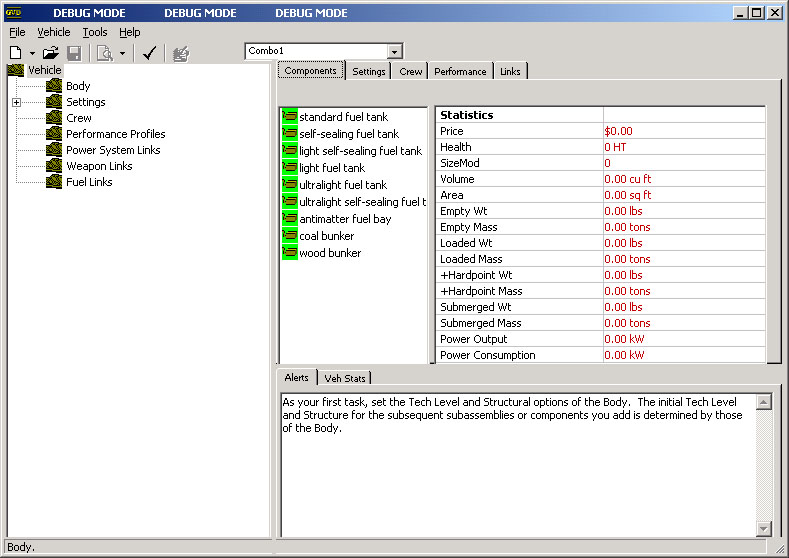 GVD DEBUG MODE DEBUG MODE DEBUG MODE
File Vehicle Tools Help
Combo1
Vehicle
Body
Settings
Crew
Performance Profiles
Power System Links
Weapon Links
Fuel Links
Components Settings Crew Performance Links
standard fuel tank
self-sealing fuel tank
light self-sealing fuel tank
light fuel tank
ultralight fuel tank
ultralight self-sealing fuel t
antimatter fuel bay
coal bunker
wood bunker
Statistics
Price $0.00
Health 0 HT
SizeMod 0
Volume 0.00 cu ft
Area 0.00 sq ft
Empty Wt 0.00 lbs
Empty Mass 0.00 tons
Loaded Wt 0.00 lbs
Loaded Mass 0.00 tons
+Hardpoint Wt 0.00 lbs
+Hardpoint Mass 0.00 tons
Submerged Wt 0.00 lbs
Submerged Mass 0.00 tons
Power Output 0.00 kW
Power Consumption 0.00 kW
Alerts Veh Stats
As your first task, set the Tech Level and Structural options of the Body.  The initial Tech Level
and Structure for the subsequent subassemblies or components you add is determined by those
of the Body.
Body.